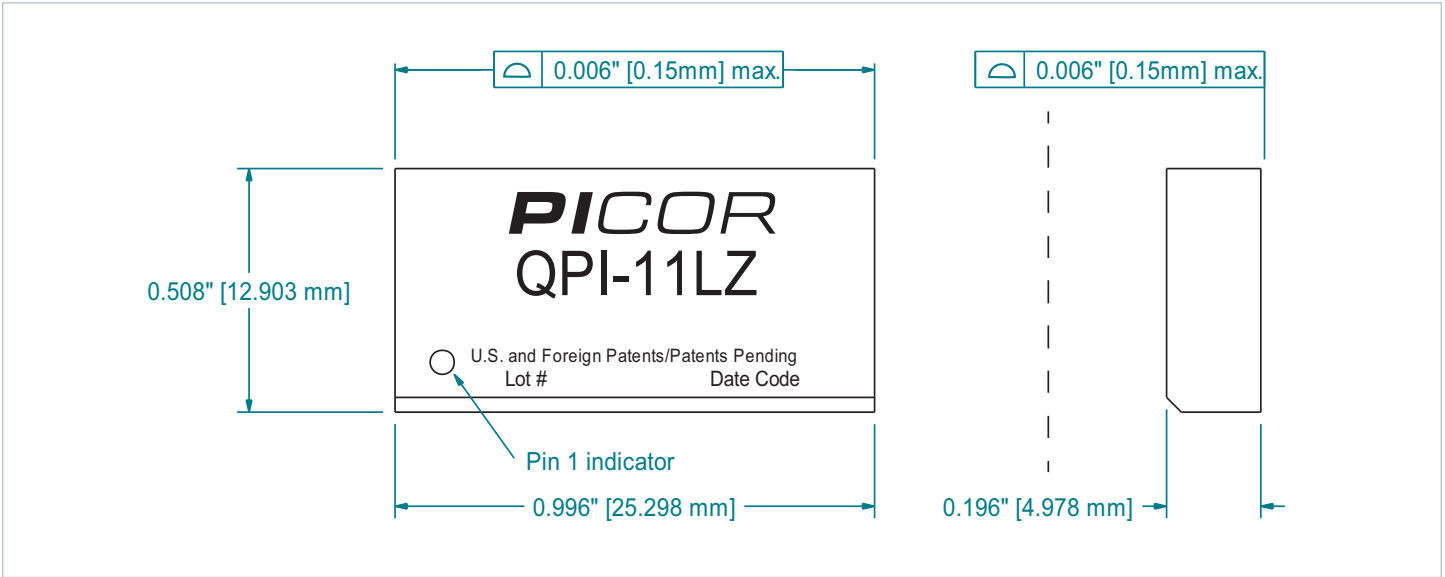 0.006" [0.15mm] max.
0.006" [0.15mm] max.
PICOR
QPI-11LZ
0.508" [12.903 mm]
U.S. and Foreign Patents/Patents Pending
Lot # Date Code
Pin 1 indicator
0.996" [25.298 mm]
0.196" [4.978 mm]